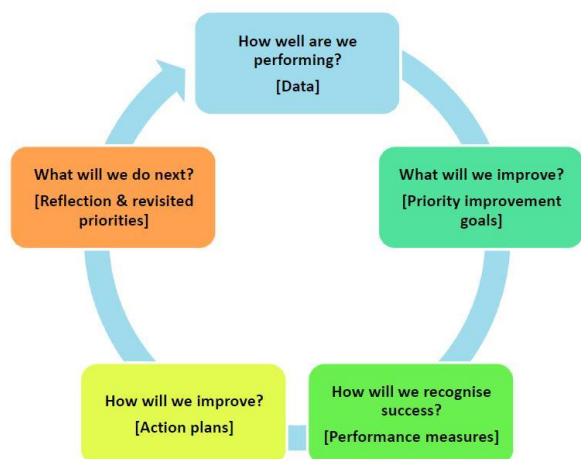 How well are we
performing?
[Data]
What will we improve?
[Priority improvement
goals]
How will we recognise
success?
[Performance measures]
How will we improve?
[Action plans]
What will we do next?
[Reflection & revisited
priorities]